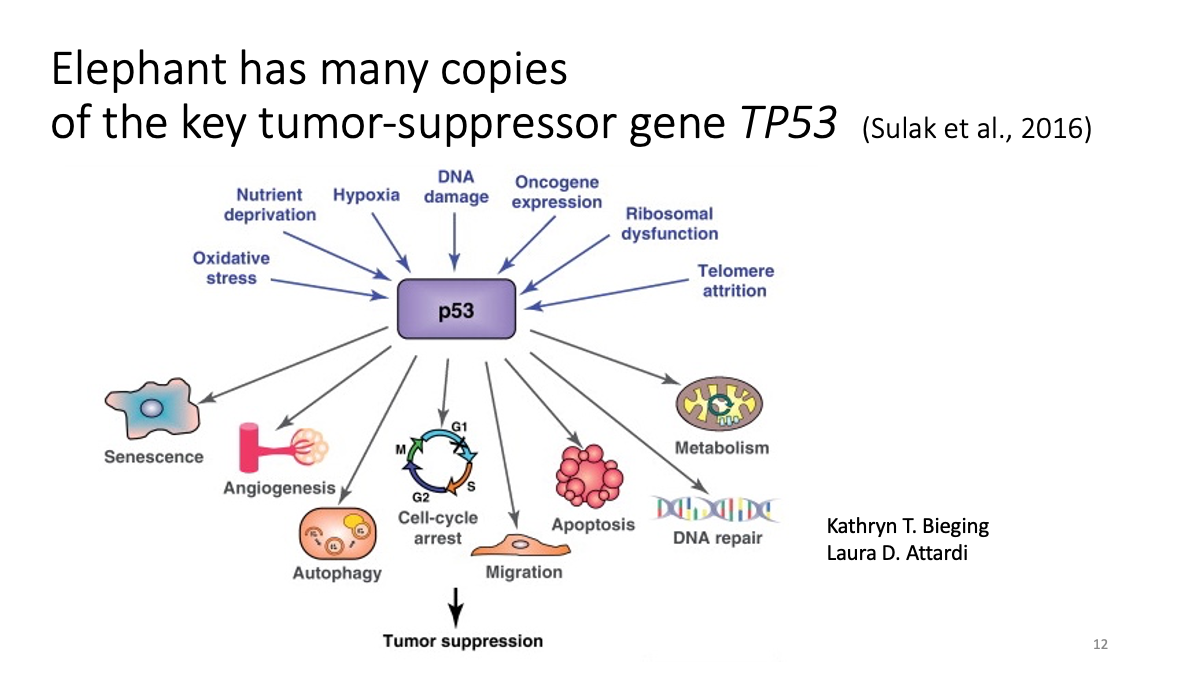 Elephant has many copies
of the key tumor-suppressor gene TP53 (Sulak et al., 2016)
Nutrient
deprivation
Hypoxia
DNA
damage
Oncogene
expression
Ribosomal
dysfunction
Oxidative
stress
Telomere
attrition
p53
Senescence
Angiogenesis
Autophagy
G1
M
S
G2
Cell-cycle
arrest
Migration
Apoptosis
DNA repair
Metabolism
Kathryn T. Bieging
Laura D. Attardi
Tumor suppression
12